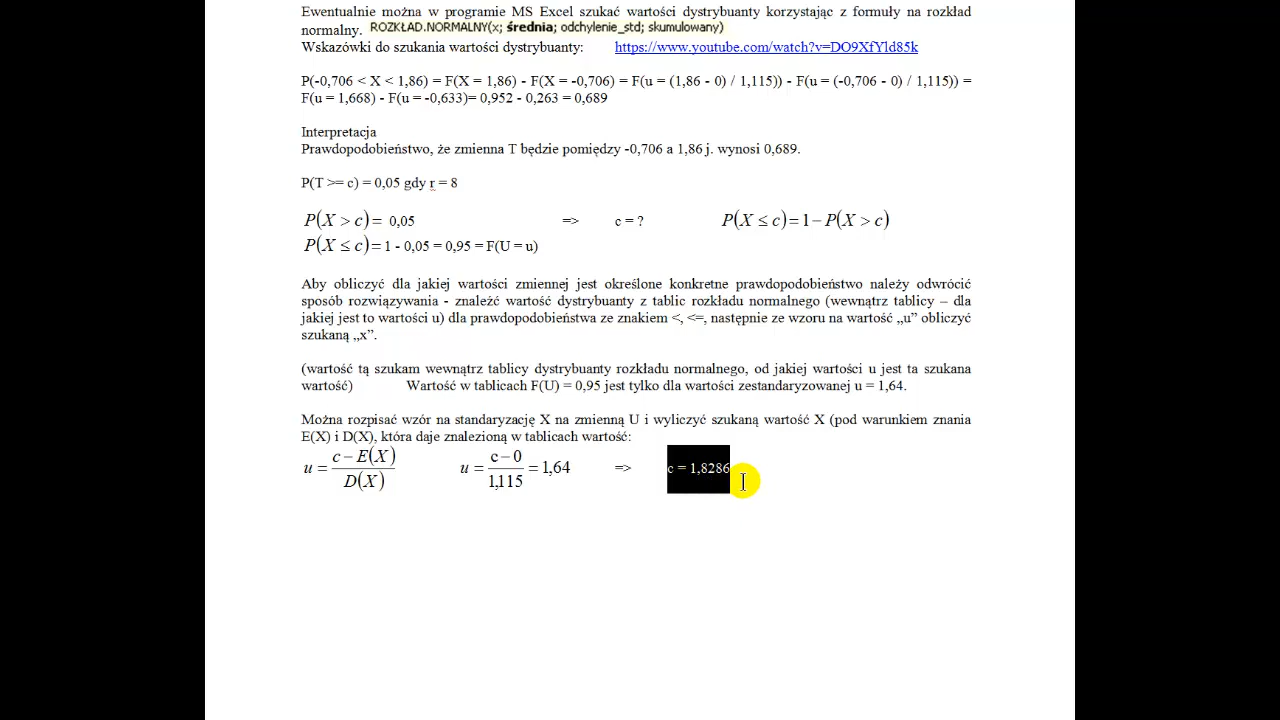 Ewentualnie można w programie MS Excel szukać wartości dystrybuanty korzystając z formuły na rozkład
normalny. ROZKŁAD.NORMALNY(x; średnia; odchylenie_std; skumulowany)
Wskazówki do szukania wartości dystrybuanty: https://www.youtube.com/watch?v=DO9XfYld85k
P(-0,706 < X < 1,86) = F(X = 1,86) - F(X = -0,706) = F(u = (1,86 - 0) / 1,115)) - F(u = (-0,706 - 0) / 1,115)) =
F(u = 1,668) - F(u = -0,633)= 0,952 - 0,263 = 0,689
Interpretacja
Prawdopodobieństwo, że zmienna T będzie pomiędzy -0,706 a 1,86 j. wynosi 0,689.
P(T >= c) = 0,05 gdy r = 8
P(X > c) = 0,05 => c = ? P(X ≤ c) = 1 − P(X > c)
P(X ≤ c) = 1 - 0,05 = 0,95 = F(U = u)
Aby obliczyć dla jakiej wartości zmiennej jest określone konkretne prawdopodobieństwo należy odwrócić
sposób rozwiązywania - znaleźć wartość dystrybuanty z tablic rozkładu normalnego (wewnątrz tablicy – dla
jakiej jest to wartości u) dla prawdopodobieństwa ze znakiem <, <=, następnie ze wzoru na wartość „u” obliczyć
szukaną „x”.
(wartość tą szukam wewnątrz tablicy dystrybuanty rozkładu normalnego, od jakiej wartości u jest ta szukana
wartość) Wartość w tablicach F(U) = 0,95 jest tylko dla wartości zestandaryzowanej u = 1,64.
Można rozpisać wzór na standaryzację X na zmienną U i wyliczyć szukaną wartość X (pod warunkiem znania
E(X) i D(X), która daje znalezioną w tablicach wartość:
u = (c − E(X)) / D(X) u = (c − 0) / 1,115 = 1,64 => c = 1,8286